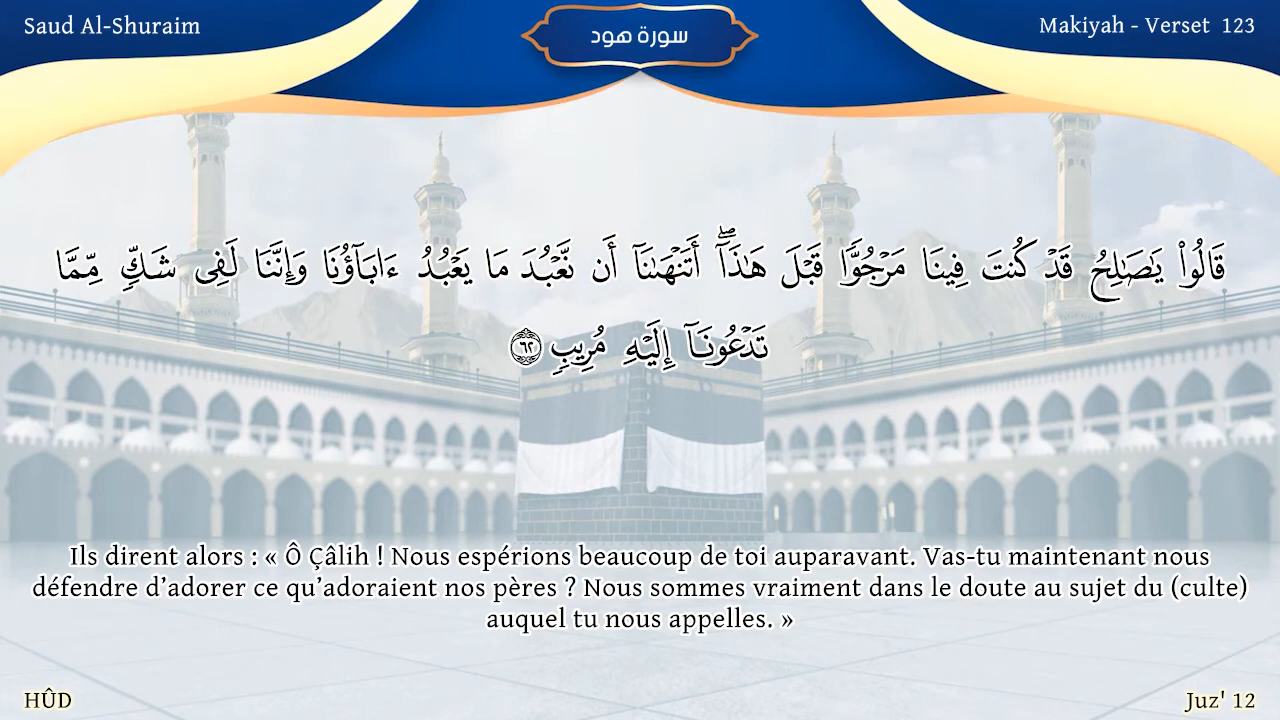 Saud Al-Shuraim
سورة هود
Makiyah - Verset 123
قَالُوا۟ يَـٰصَـٰلِحُ قَدْ كُنتَ فِينَا مَرْجُوًّا قَبْلَ هَـٰذَآ ۖ أَتَنْهَىٰنَآ أَن نَّعْبُدَ مَا يَعْبُدُ ءَابَآؤُنَا وَإِنَّنَا لَفِى شَكٍّ مِّمَّا
تَدْعُونَآ إِلَيْهِ مُرِيبٍ ٦٢
Ils dirent alors : « Ô Çâlih ! Nous espérions beaucoup de toi auparavant. Vas-tu maintenant nous
défendre d’adorer ce qu’adoraient nos pères ? Nous sommes vraiment dans le doute au sujet du (culte)
auquel tu nous appelles. »
HÛD
Juz' 12